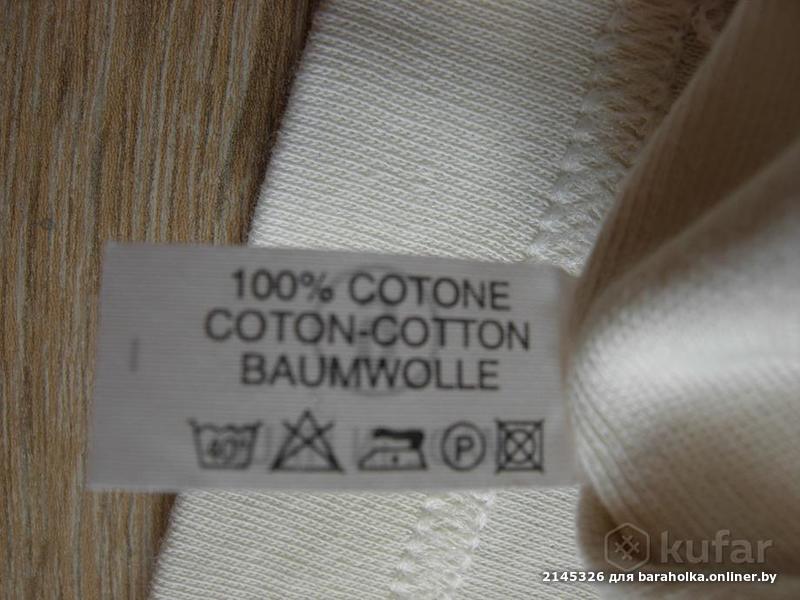 100% COTONE
COTON-COTTON
BAUMWOLLE
40° P
kufar
2145326 для baraholka.onliner.by